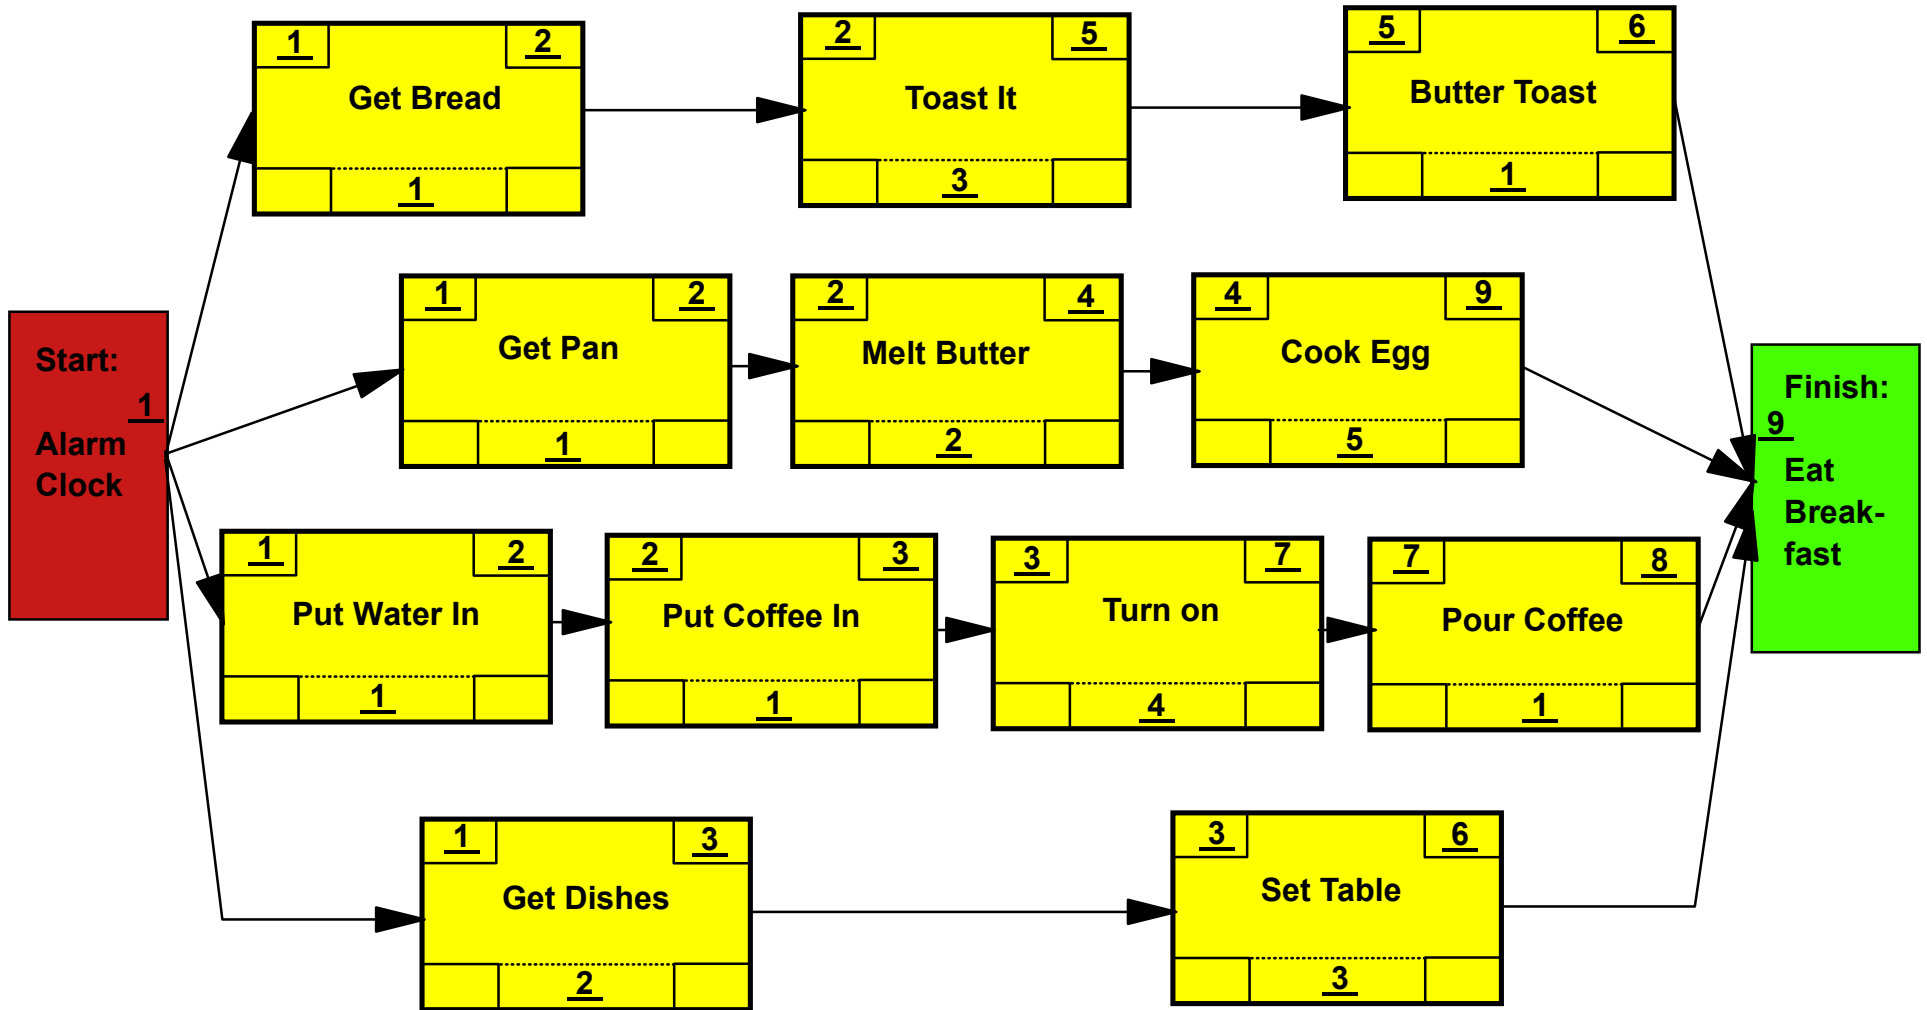 1 2
Get Bread
1
2 5
Toast It
3
5 6
Butter Toast
1
Start:
1
Alarm
Clock
1 2
Get Pan
1
2 4
Melt Butter
2
4 9
Cook Egg
5
Finish:
9
Eat
Break-
fast
1 2
Put Water In
1
2 3
Put Coffee In
1
3 7
Turn on
4
7 8
Pour Coffee
1
1 3
Get Dishes
2
3 6
Set Table
3